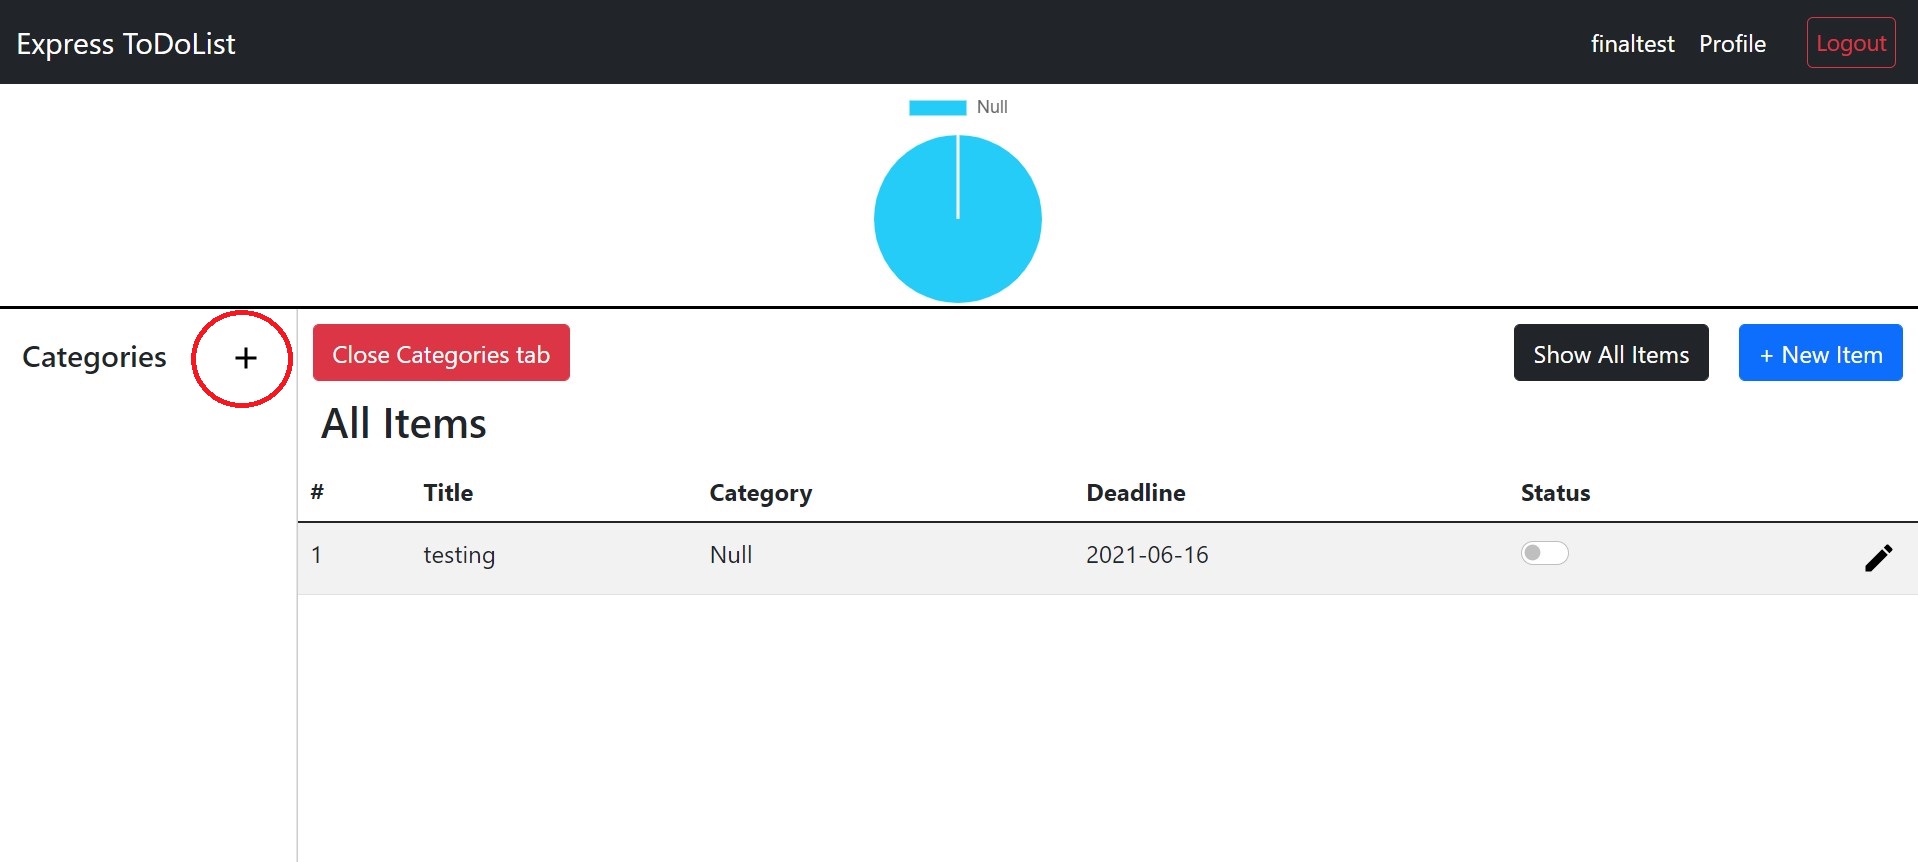 Express ToDoList finaltest Profile Logout
Null
Categories + Close Categories tab Show All Items + New Item
All Items
# Title Category Deadline Status
1 testing Null 2021-06-16